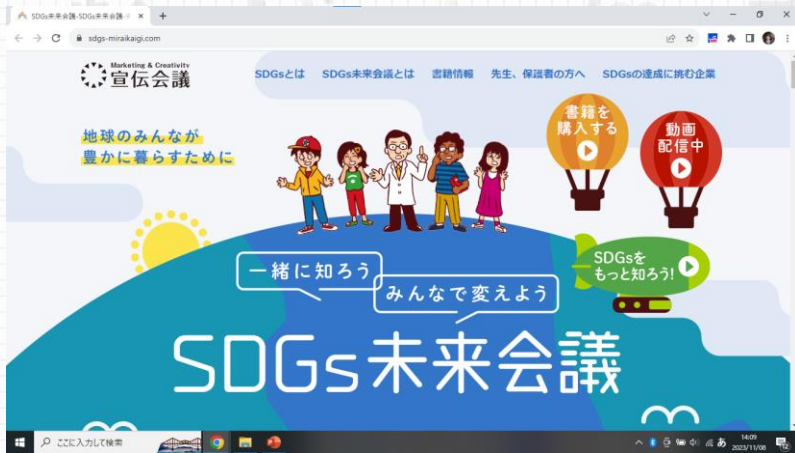 SDGs未来会議-SDGs未来会議-
sdgs-miraikaigi.com
Marketing & Creativity
宣伝会議
SDGsとは
SDGs未来会議とは
書籍情報
先生、保護者の方へ
SDGsの達成に挑む企業
地球のみんなが
豊かに暮らすために
書籍を
購入する
動画
配信中
SDGsを
もっと知ろう!
一緒に知ろう
みんなで変えよう
SDGs未来会議
ここに入力して検索
あ
14:09
2023/11/08